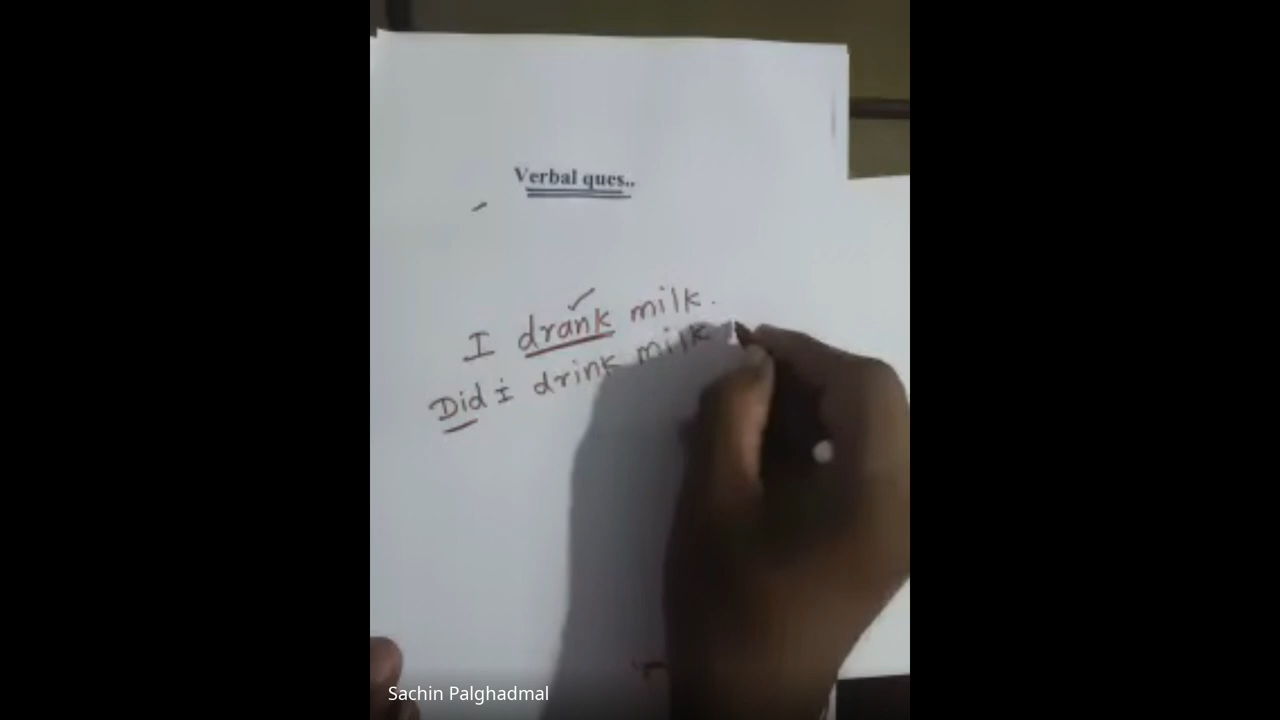 Verbal ques..
I drank milk.
Did i drink milk
Sachin Palghadmal